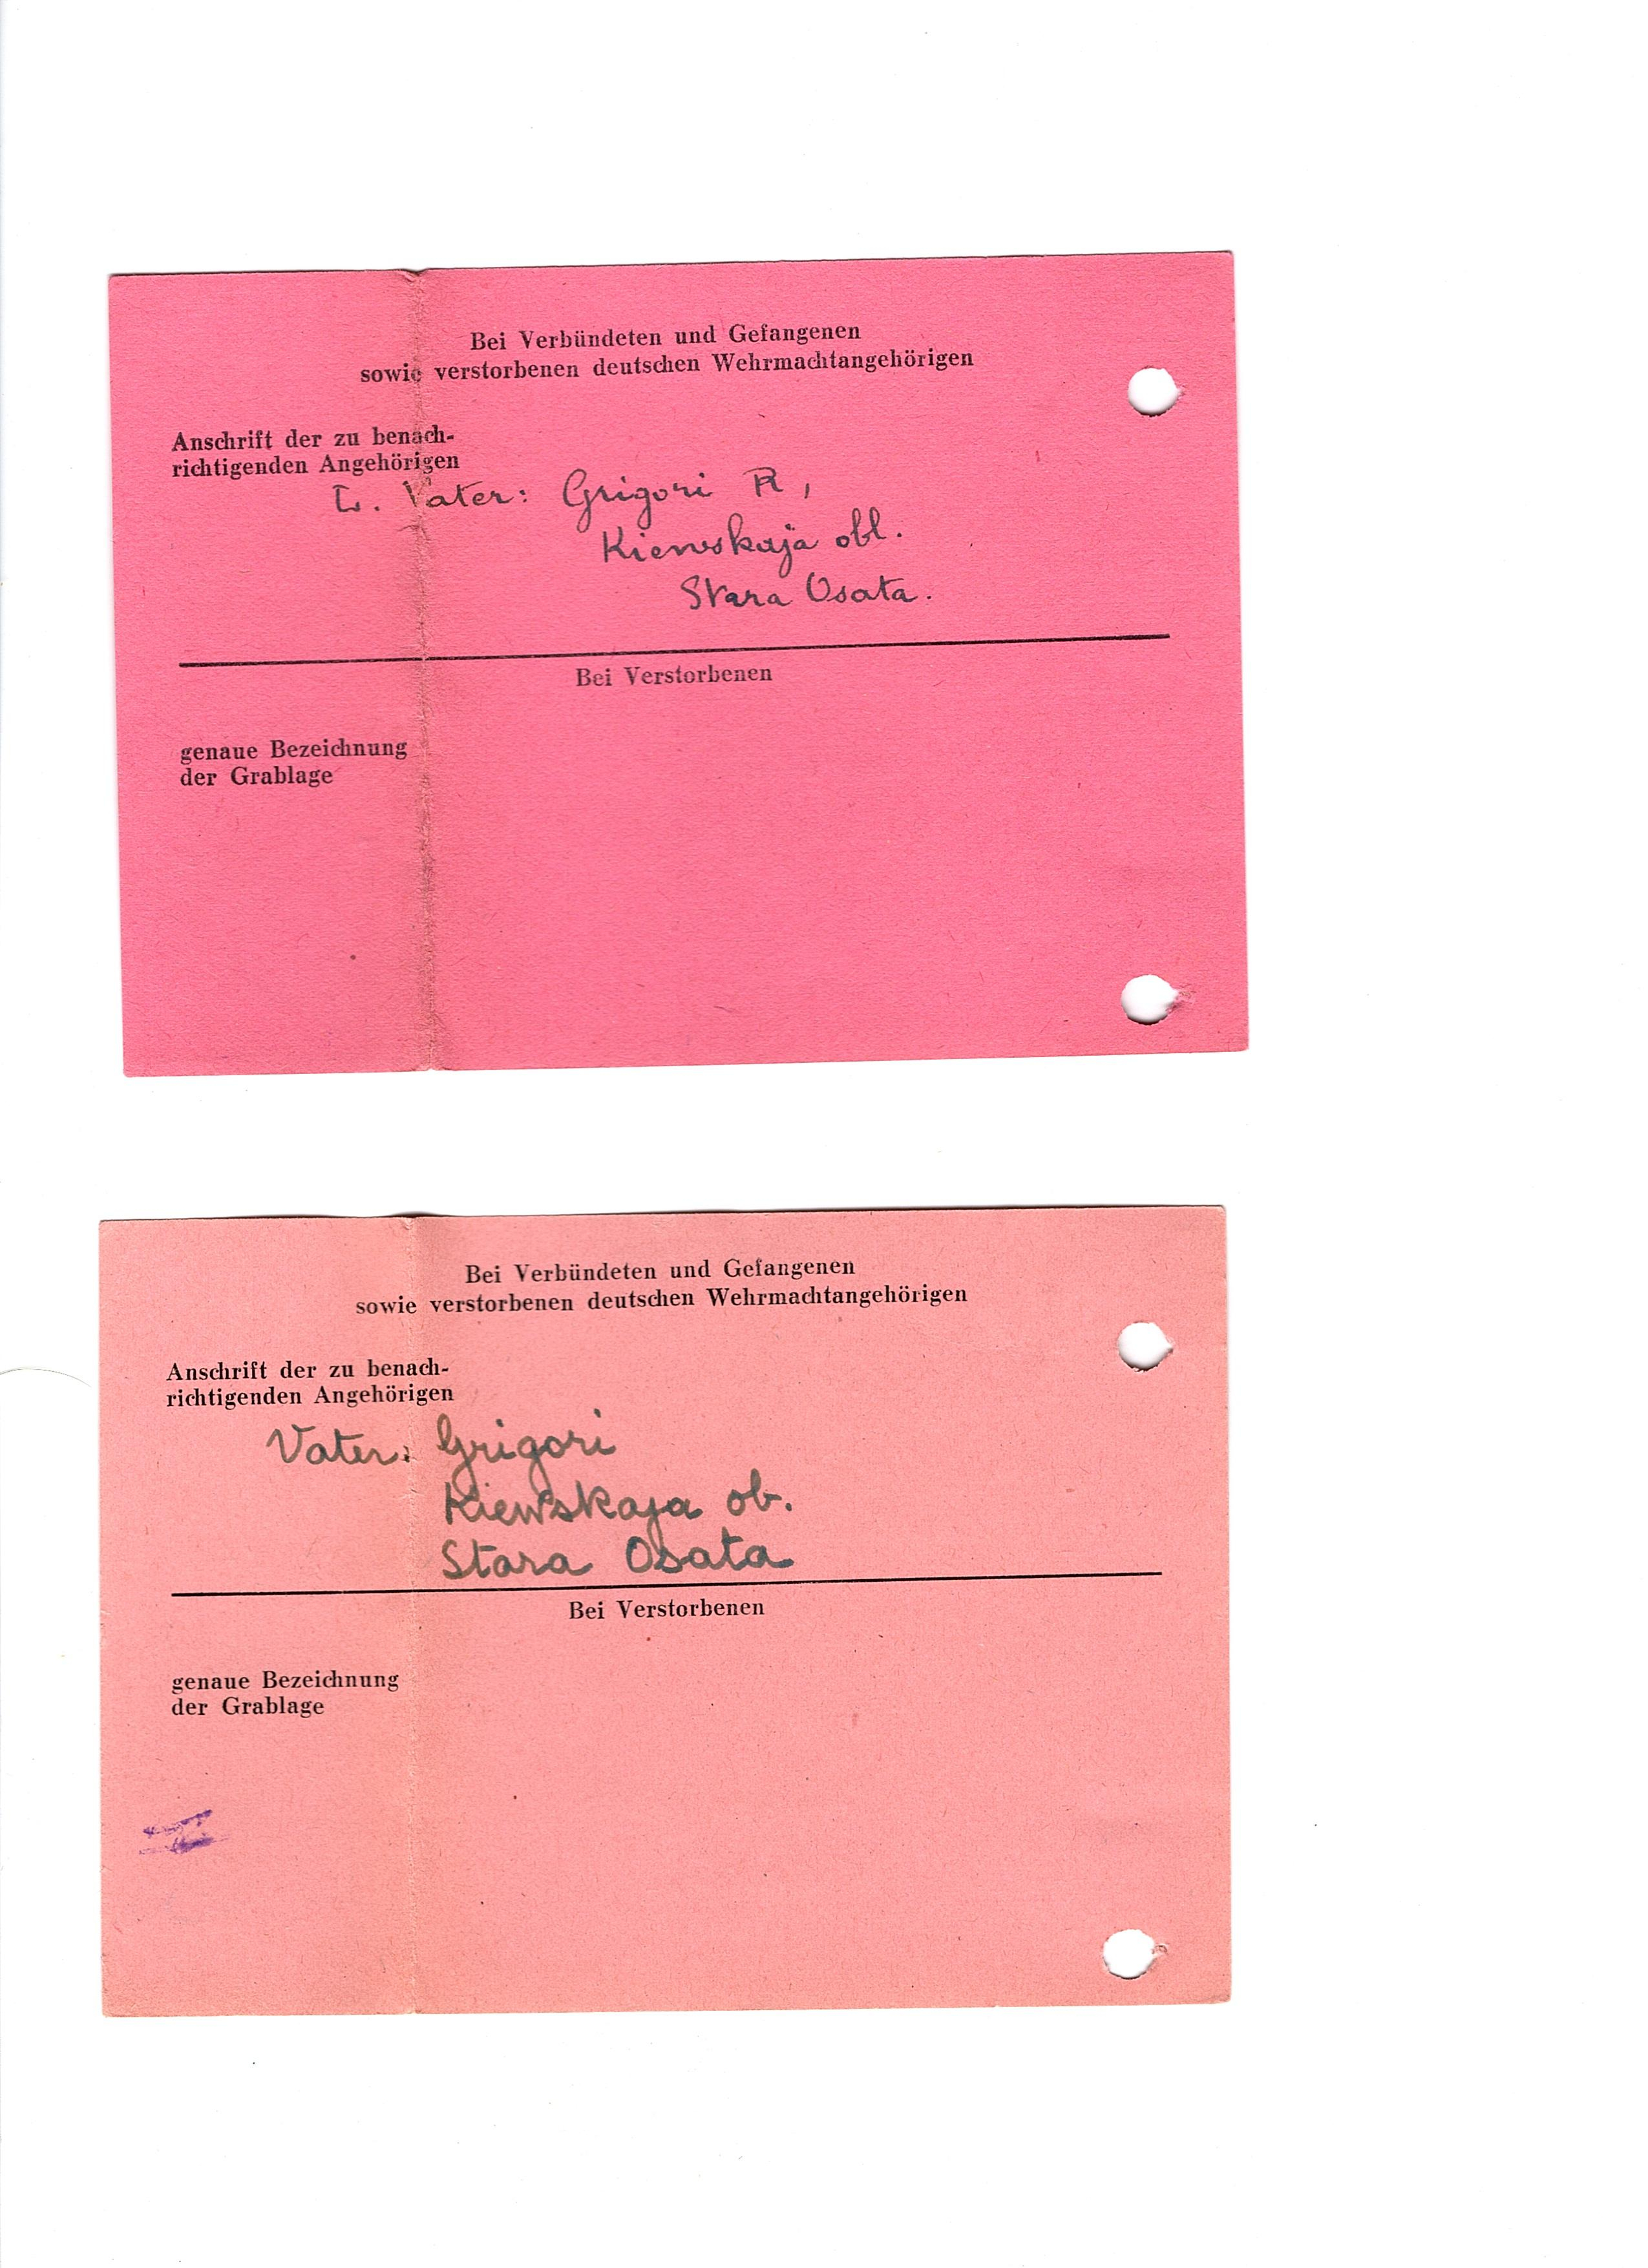 Bei Verbündeten und Gefangenen
sowie verstorbenen deutschen Wehrmachtangehörigen
Anschrift der zu benach-
richtigenden Angehörigen
Vater: Grigori R,
Kiewskaja obl.
Stara Osata.
Bei Verstorbenen
genaue Bezeichnung
der Grablage
Bei Verbündeten und Gefangenen
sowie verstorbenen deutschen Wehrmachtangehörigen
Anschrift der zu benach-
richtigenden Angehörigen
Vater: Grigori
Kiewskaja ob.
Stara Osata
Bei Verstorbenen
genaue Bezeichnung
der Grablage